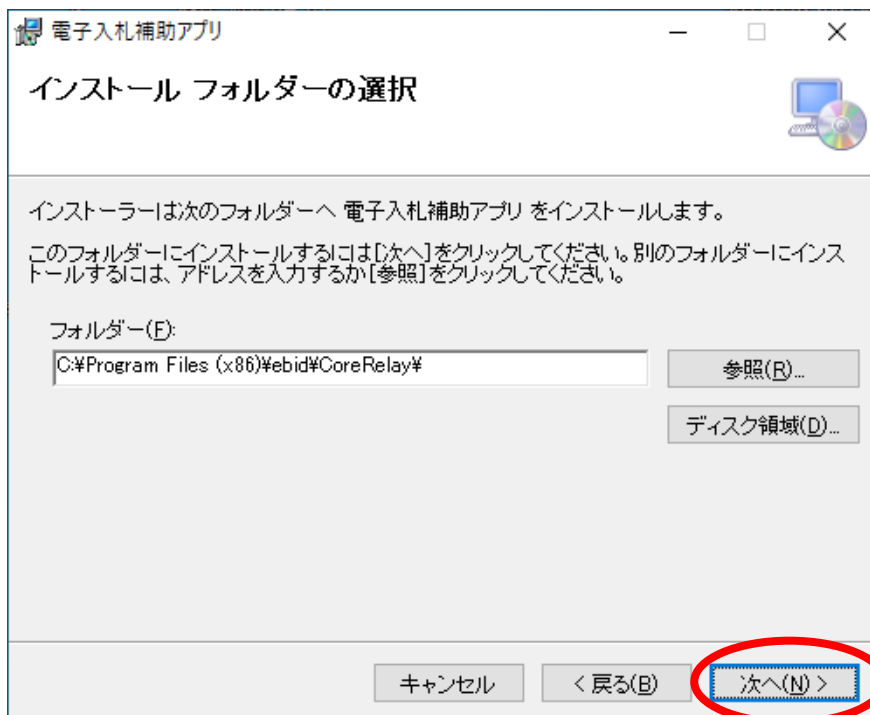 電子入札補助アプリ
インストール フォルダーの選択
インストーラーは次のフォルダーへ 電子入札補助アプリ をインストールします。
このフォルダーにインストールするには[次へ]をクリックしてください。別のフォルダーにインス
トールするには、アドレスを入力するか[参照]をクリックしてください。
フォルダー(F):
C:¥Program Files (x86)¥ebid¥CoreRelay¥
参照(R)...
ディスク領域(D)...
キャンセル
< 戻る(B)
次へ(N) >